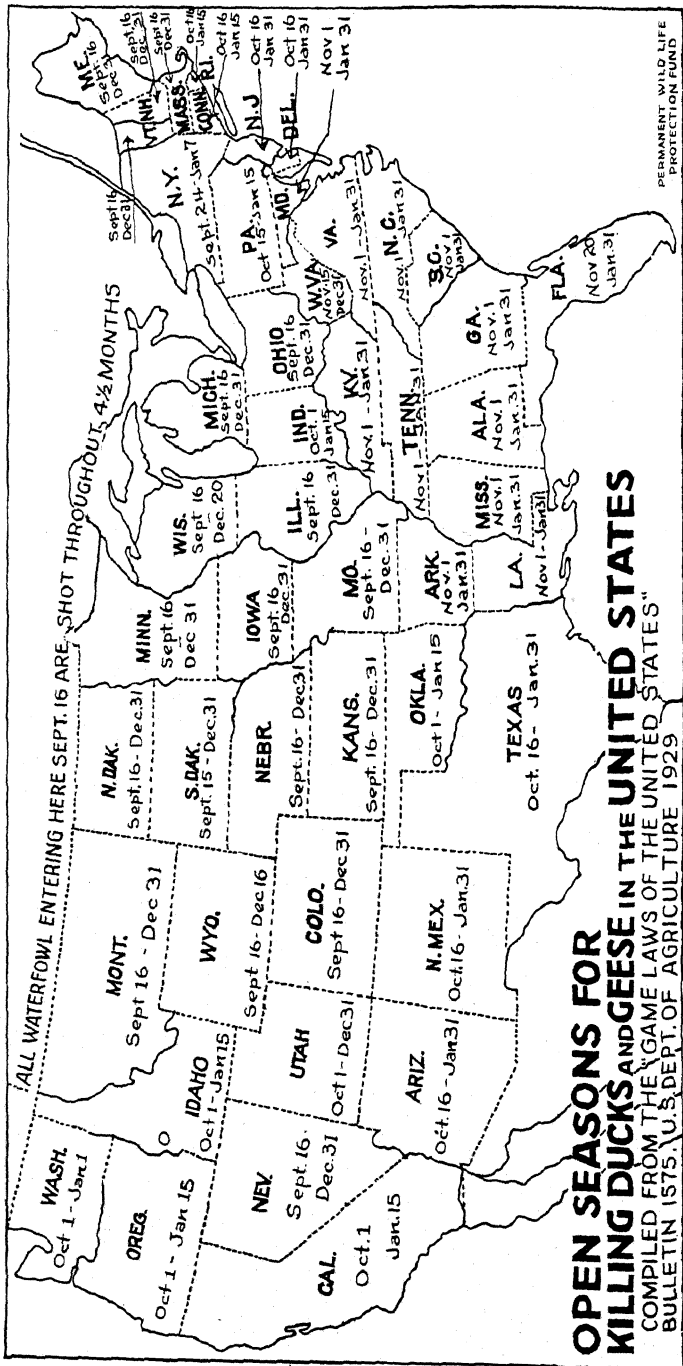 ALL WATERFOWL ENTERING HERE SEPT. 16 ARE SHOT THROUGHOUT 4½ MONTHS
WASH.
Oct 1 - Jan. 1
OREG.
Oct 1 - Jan 15
CAL.
Oct. 1
Jan. 15
NEV.
Sept. 16.
Dec. 31
IDAHO
Oct 1 - Jan 15
MONT.
Sept 16 - Dec 31
WYO.
Sept 16 - Dec 16
UTAH
Oct 1 - Dec 31
COLO.
Sept 16 - Dec. 31
ARIZ.
Oct. 16 - Jan. 31
N. MEX.
Oct. 16 - Jan. 31
N. DAK.
Sept. 16 - Dec. 31
S. DAK.
Sept. 15 - Dec. 31
NEBR.
Sept. 16 - Dec 31
KANS.
Sept. 16 - Dec. 31
OKLA.
Oct 1 - Jan 15
TEXAS
Oct. 16 - Jan. 31
MINN.
Sept. 16
Dec 31
IOWA
Sept. 16
Dec. 31
MO.
Sept. 16 -
Dec. 31
ARK.
Nov. 1
Jan. 31
LA.
Nov 1 - Jan 31
WIS.
Sept 16
Dec. 20
ILL.
Sept. 16
Dec. 31
MICH.
Sept. 16
Dec. 31
IND.
Oct. 1
Jan 15
OHIO
Sept. 16
Dec. 31
KY.
Nov. 1 - Jan. 31
TENN.
Nov. 1 - Jan. 31
MISS.
Nov. 1
Jan. 31
ALA.
Nov. 1
Jan. 31
GA.
Nov. 1
Jan. 31
FLA.
Nov 20
Jan. 31
S.C.
Nov. 1
Jan 31
N.C.
Nov. 1 Jan. 31
VA.
Nov. 1 - Jan. 31
W. VA.
Nov. 15
Dec 31
MD.
Nov 1
Jan 31
DEL.
Oct 16
Jan 31
N.J
Oct 16
Jan 31
PA.
Oct 15 - Jan 15
N.Y.
Sept. 24 - Jan 7
CONN. R.I.
Oct 16
Jan 15
Oct 16
Jan 15
MASS.
Sept 16
Dec 31
VT. N.H.
Sept 16
Dec 31
Sept. 16
ME.
Sept. 16
Dec 31
OPEN SEASONS FOR
KILLING DUCKS AND GEESE IN THE UNITED STATES
COMPILED FROM THE "GAME LAWS OF THE UNITED STATES"
BULLETIN 1575, U.S. DEPT. OF AGRICULTURE 1929
PERMANENT WILD LIFE
PROTECTION FUND